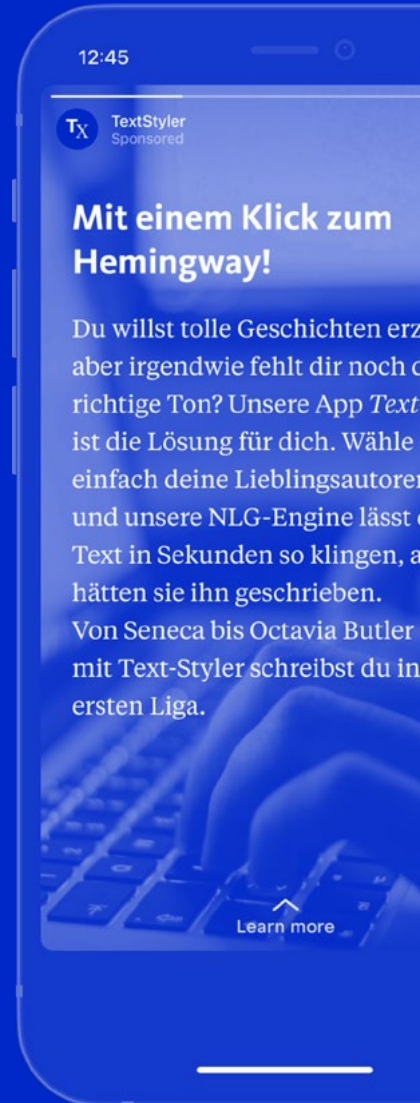 12:45
TX TextStyler
Sponsored
Mit einem Klick zum
Hemingway!
Du willst tolle Geschichten erz
aber irgendwie fehlt dir noch
richtige Ton? Unsere App Text
ist die Lösung für dich. Wähle
einfach deine Lieblingsautoren
und unsere NLG-Engine lässt
Text in Sekunden so klingen, a
hätten sie ihn geschrieben.
Von Seneca bis Octavia Butler
mit Text-Styler schreibst du in
ersten Liga.
Learn more